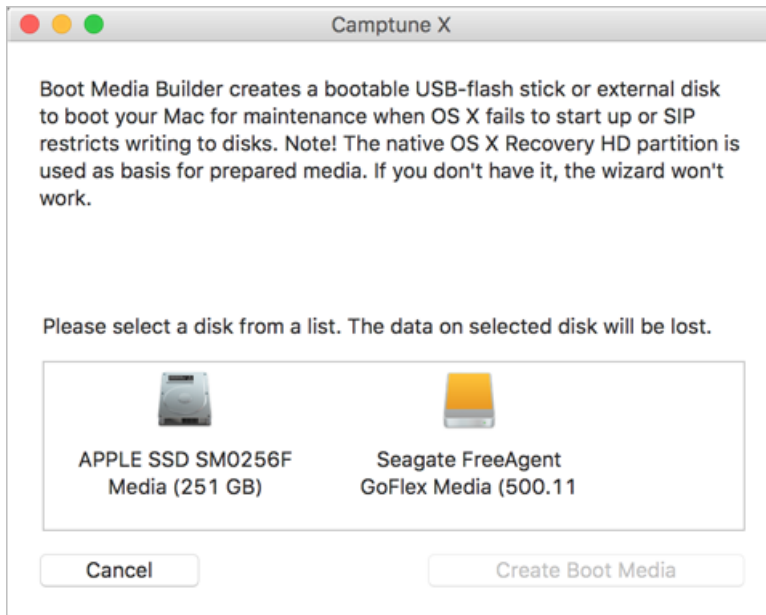 Camptune X
Boot Media Builder creates a bootable USB-flash stick or external disk
to boot your Mac for maintenance when OS X fails to start up or SIP
restricts writing to disks. Note! The native OS X Recovery HD partition is
used as basis for prepared media. If you don't have it, the wizard won't
work.
Please select a disk from a list. The data on selected disk will be lost.
APPLE SSD SM0256F
Media (251 GB)
Seagate FreeAgent
GoFlex Media (500.11
Cancel
Create Boot Media